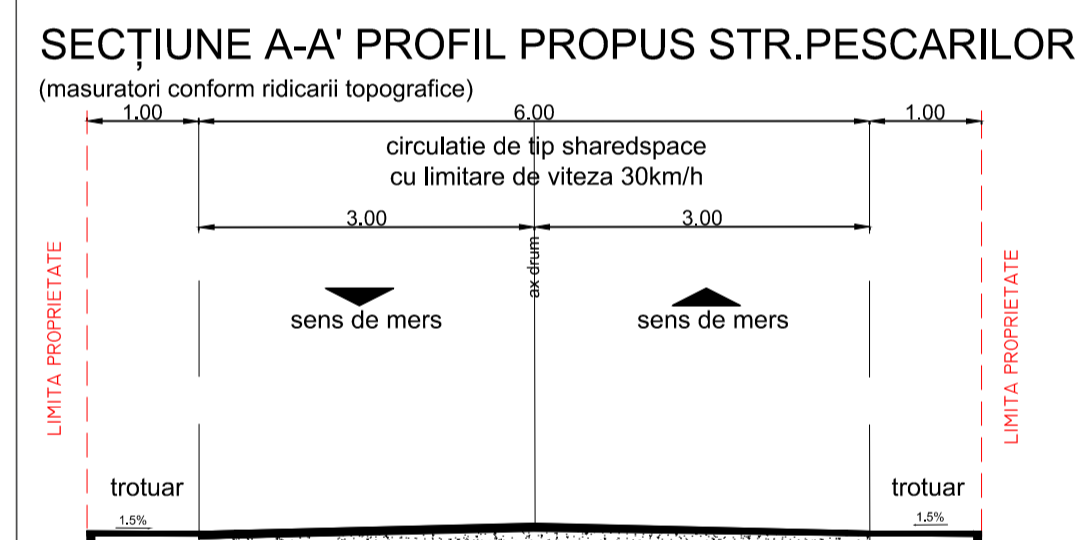 SECȚIUNE A-A' PROFIL PROPUS STR.PESCARILOR
(masuratori conform ridicarii topografice)
1.00 6.00 1.00
circulatie de tip sharedspace
cu limitare de viteza 30km/h
3.00 3.00
ax drum
LIMITA PROPRIETATE
LIMITA PROPRIETATE
sens de mers sens de mers
trotuar trotuar
1.5% 1.5%